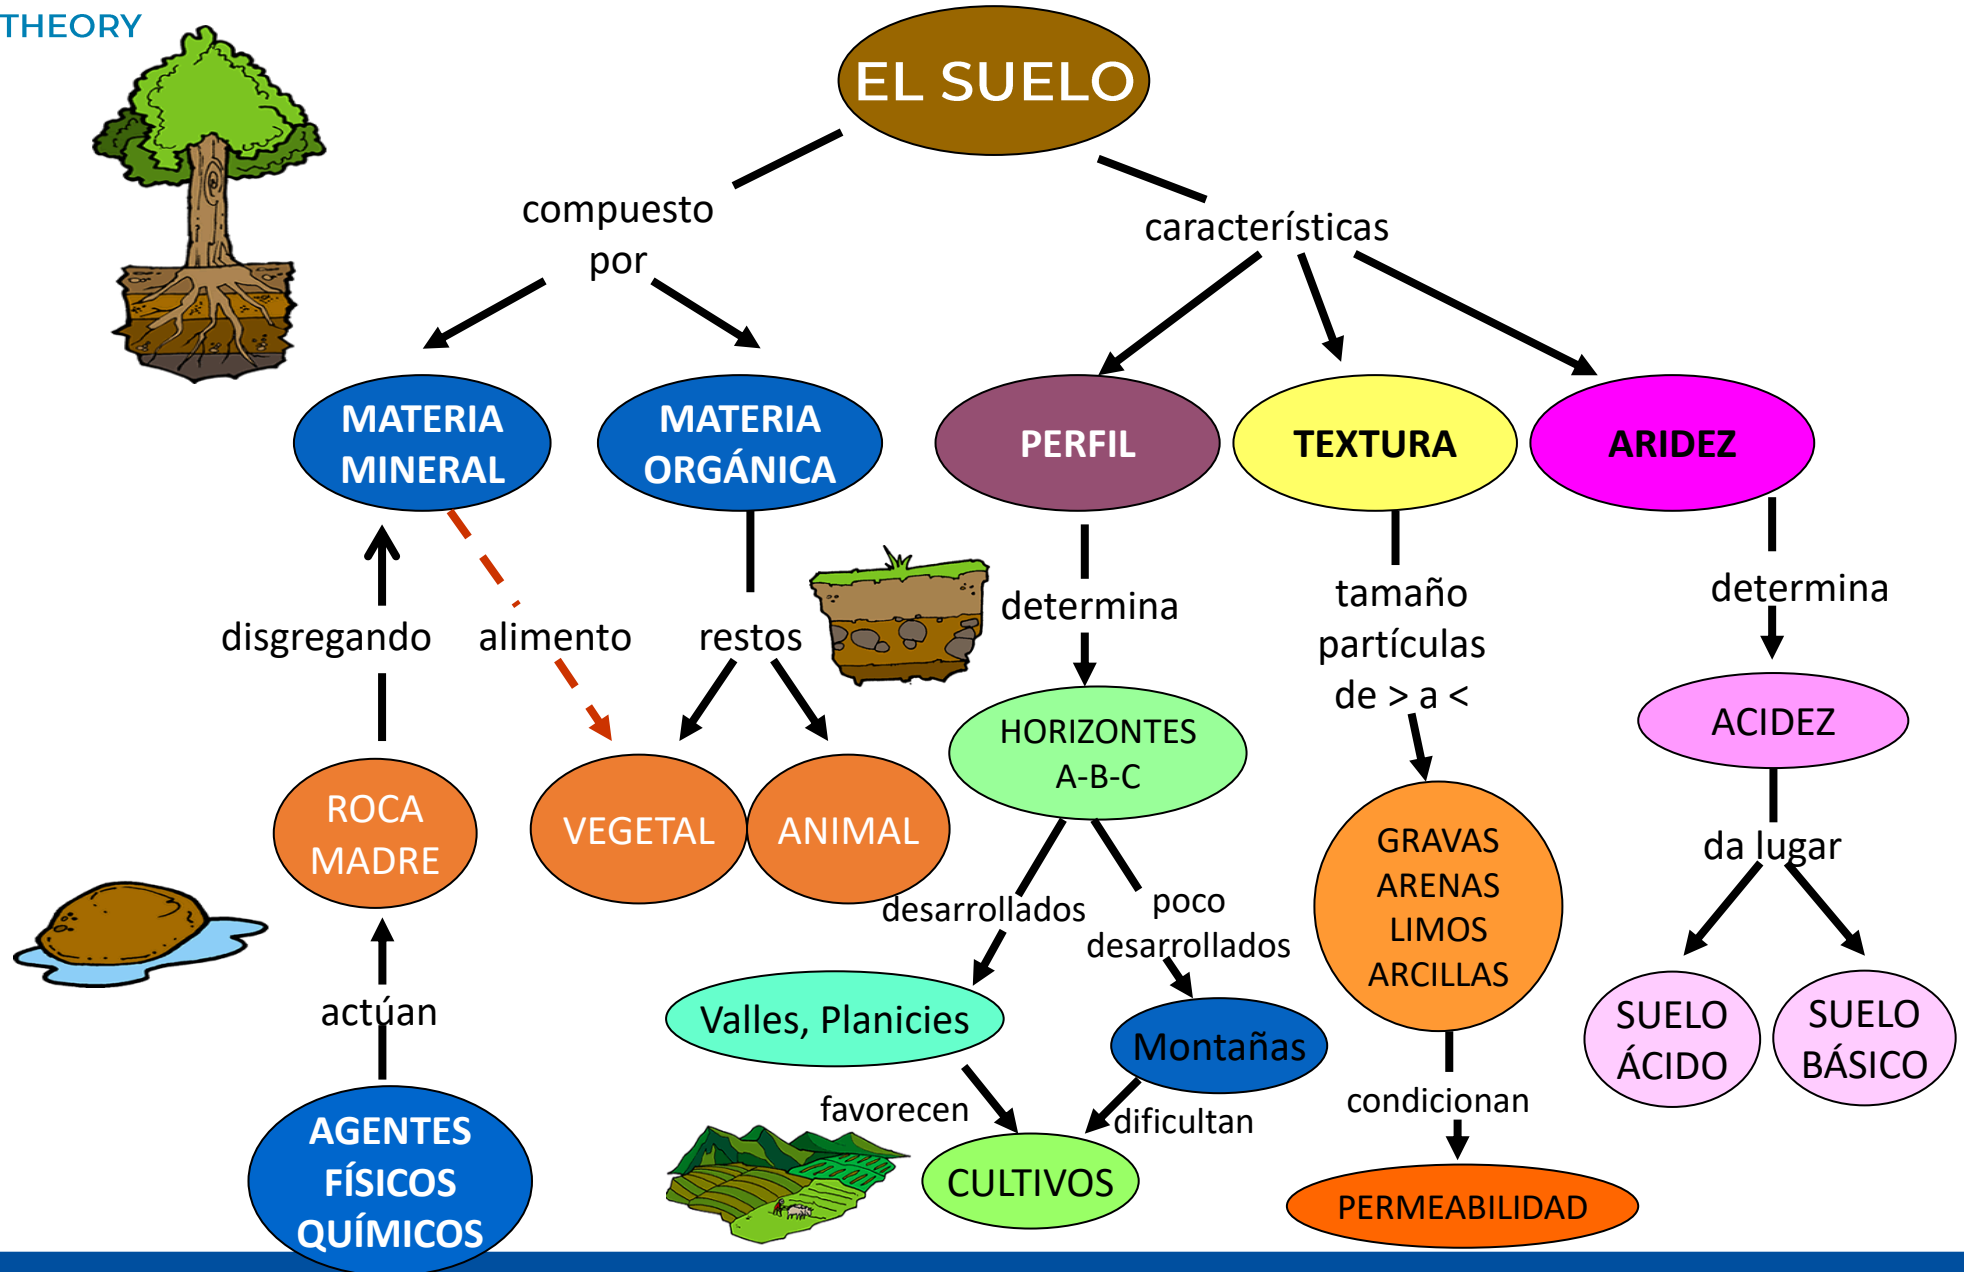 THEORY
EL SUELO
compuesto
por
características
MATERIA
MINERAL
MATERIA
ORGÁNICA
PERFIL
TEXTURA
ARIDEZ
disgregando
alimento
restos
determina
tamaño
partículas
de > a <
determina
ROCA
MADRE
VEGETAL
ANIMAL
HORIZONTES
A-B-C
GRAVAS
ARENAS
LIMOS
ARCILLAS
ACIDEZ
da lugar
desarrollados
poco
desarrollados
actúan
Valles, Planicies
Montañas
SUELO
ÁCIDO
SUELO
BÁSICO
favorecen
dificultan
condicionan
AGENTES
FÍSICOS
QUÍMICOS
CULTIVOS
PERMEABILIDAD